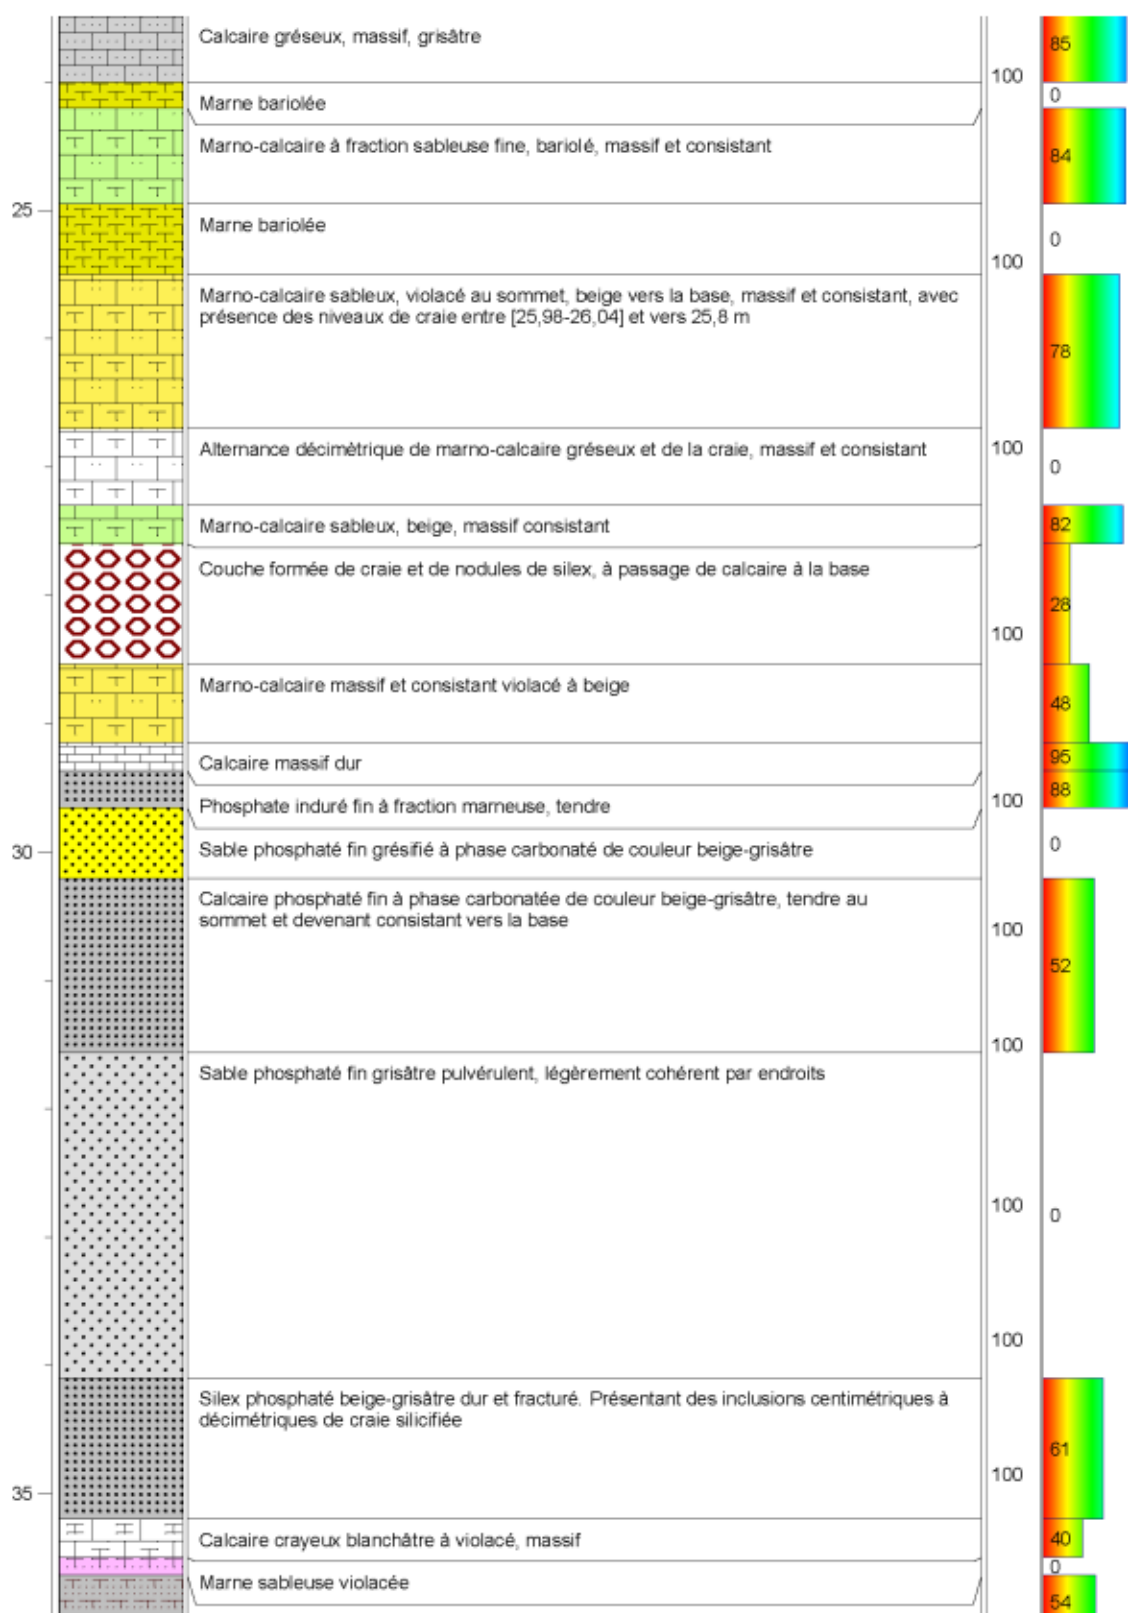 Calcaire gréseux, massif, grisâtre
85
100
0
Marne bariolée
Marno-calcaire à fraction sableuse fine, bariolé, massif et consistant
84
25
Marne bariolée
0
100
Marno-calcaire sableux, violacé au sommet, beige vers la base, massif et consistant, avec
présence des niveaux de craie entre [25,98-26,04] et vers 25,8 m
78
Alternance décimètrique de marno-calcaire gréseux et de la craie, massif et consistant
100
0
Marno-calcaire sableux, beige, massif consistant
82
Couche formée de craie et de nodules de silex, à passage de calcaire à la base
28
100
Marno-calcaire massif et consistant violacé à beige
48
Calcaire massif dur
95
88
100
Phosphate induré fin à fraction marneuse, tendre
30
Sable phosphaté fin grésifié à phase carbonaté de couleur beige-grisâtre
0
Calcaire phosphaté fin à phase carbonatée de couleur beige-grisâtre, tendre au
sommet et devenant consistant vers la base
100
52
100
Sable phosphaté fin grisâtre pulvérulent, légèrement cohérent par endroits
100
0
100
Silex phosphaté beige-grisâtre dur et fracturé. Présentant des inclusions centimétriques à
décimétriques de craie silicifiée
61
100
35
Calcaire crayeux blanchâtre à violacé, massif
40
0
Marne sableuse violacée
54